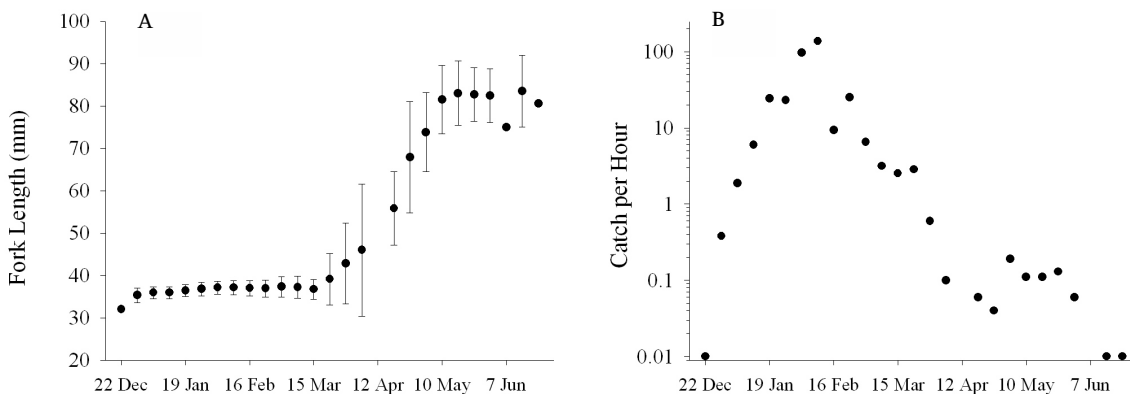 A
Fork Length (mm)
100
90
80
70
60
50
40
30
20
22 Dec 19 Jan 16 Feb 15 Mar 12 Apr 10 May 7 Jun
B
Catch per Hour
100
10
1
0.1
0.01
22 Dec 19 Jan 16 Feb 15 Mar 12 Apr 10 May 7 Jun